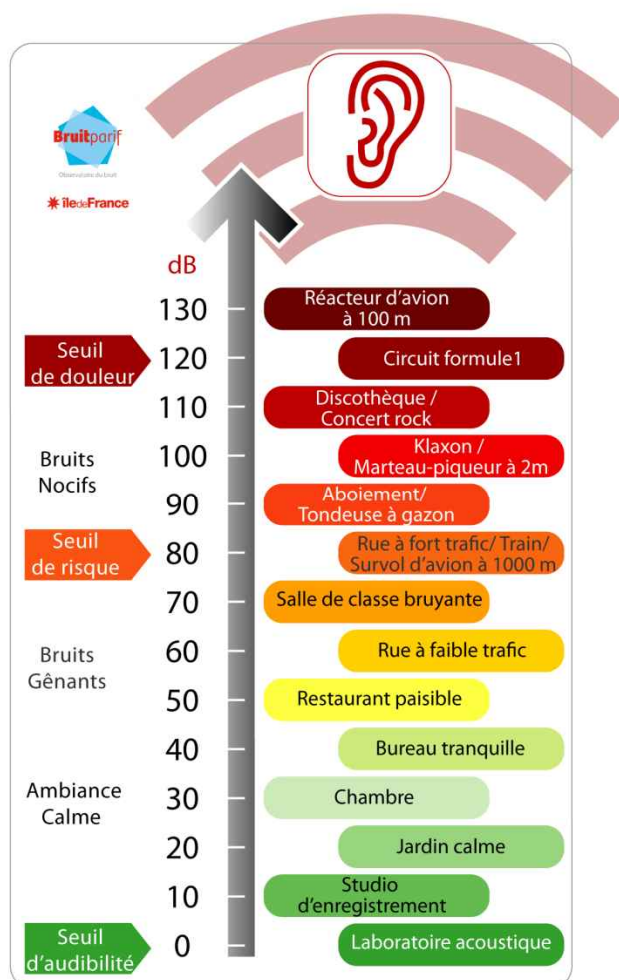 Bruitparif
Observatoire du bruit
îledeFrance
dB
130
Réacteur d'avion
à 100 m
Seuil
de douleur
120
Circuit formule1
110
Discothèque /
Concert rock
Bruits
Nocifs
100
Klaxon /
Marteau-piqueur à 2m
90
Aboiement/
Tondeuse à gazon
Seuil
de risque
80
Rue à fort trafic/ Train/
Survol d'avion à 1000 m
70
Salle de classe bruyante
Bruits
Gênants
60
Rue à faible trafic
50
Restaurant paisible
40
Bureau tranquille
Ambiance
Calme
30
Chambre
20
Jardin calme
10
Studio
d'enregistrement
Seuil
d'audibilité
0
Laboratoire acoustique